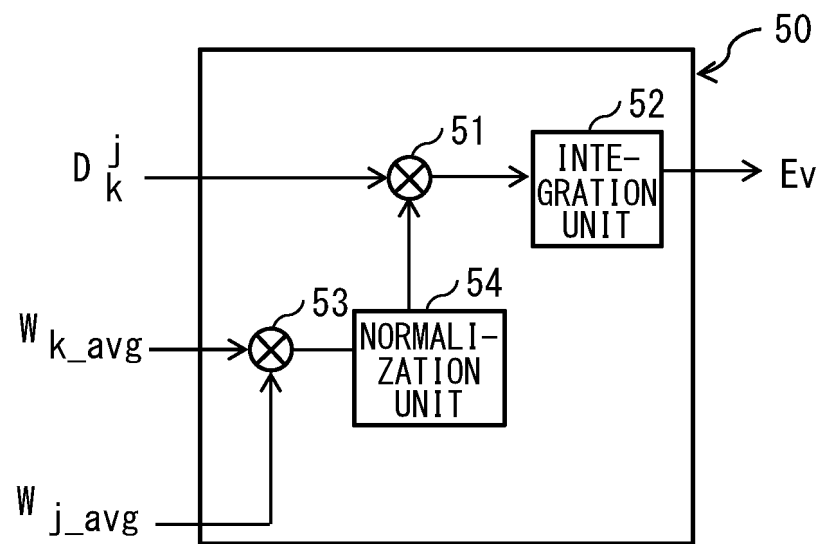 50
52
51
D j k
INTE-
GRATION
UNIT
Ev
53
54
W k_avg
NORMALI-
ZATION
UNIT
W j_avg